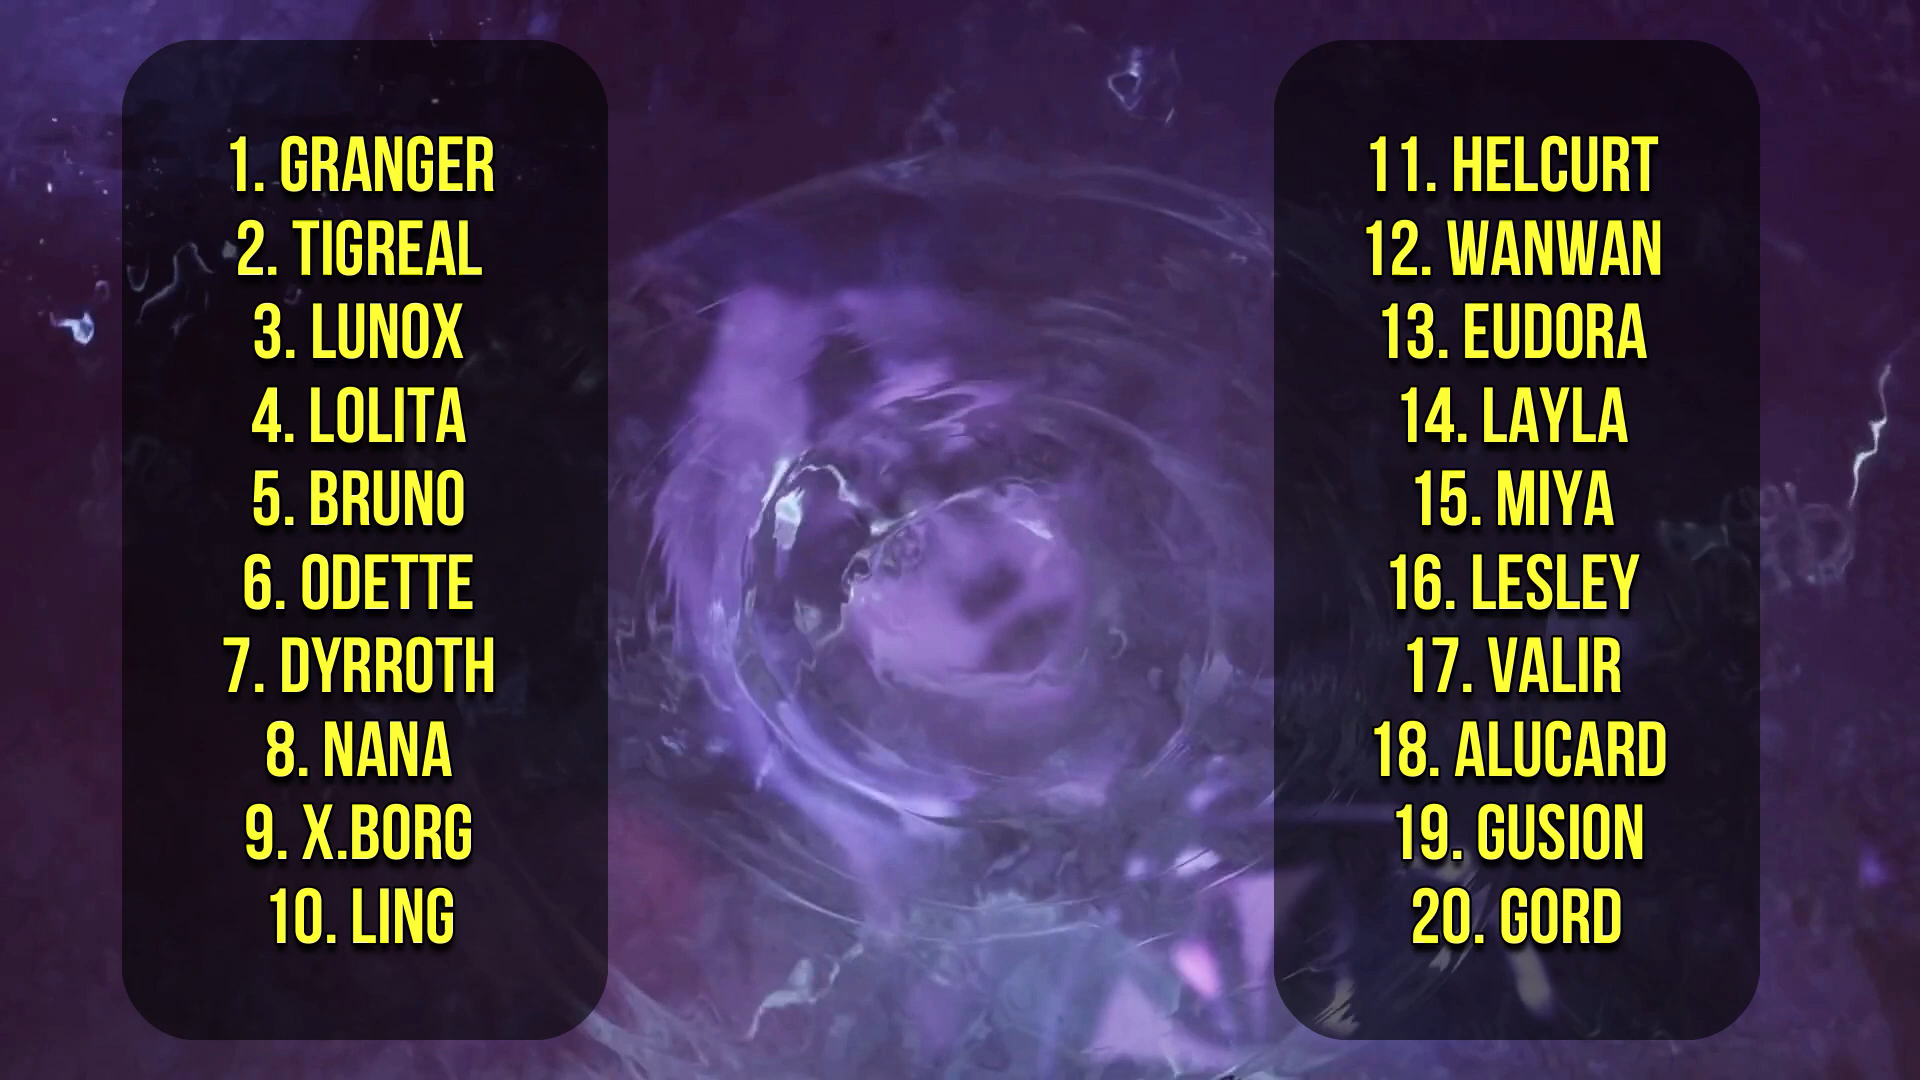 1. GRANGER
2. TIGREAL
3. LUNOX
4. LOLITA
5. BRUNO
6. ODETTE
7. DYRROTH
8. NANA
9. X.BORG
10. LING
11. HELCURT
12. WANWAN
13. EUDORA
14. LAYLA
15. MIYA
16. LESLEY
17. VALIR
18. ALUCARD
19. GUSION
20. GORD